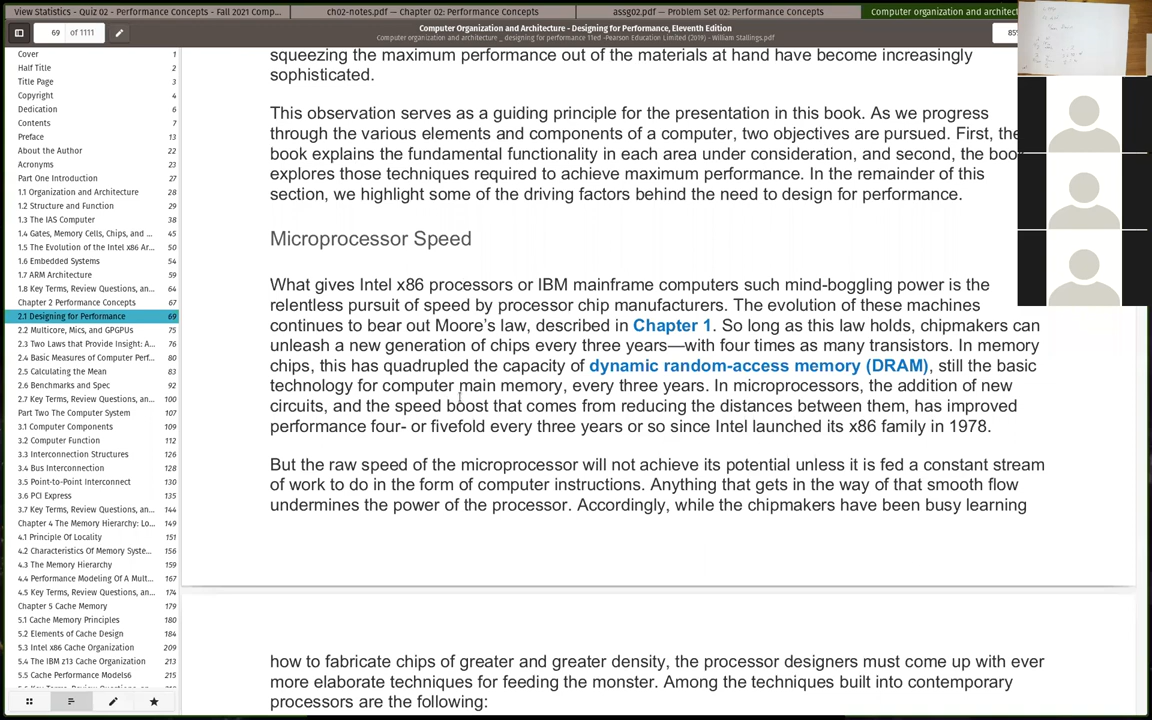 View Statistics - Quiz 02 - Performance Concepts - Fall 2021 Comp...
ch02-notes.pdf — Chapter 02: Performance Concepts
assg02.pdf — Problem Set 02: Performance Concepts
computer organization and architect
69 of 1111
Computer Organization and Architecture - Designing for Performance, Eleventh Edition
Computer organization and architecture _ designing for performance 11ed -Pearson Education Limited (2019) - William Stallings.pdf
85
Cover 1
Half Title 2
Title Page 3
Copyright 4
Dedication 6
Contents 7
Preface 13
About the Author 22
Acronyms 23
Part One Introduction 27
1.1 Organization and Architecture 28
1.2 Structure and Function 29
1.3 The IAS Computer 38
1.4 Gates, Memory Cells, Chips, and ... 45
1.5 The Evolution of the Intel x86 Ar... 50
1.6 Embedded Systems 54
1.7 ARM Architecture 59
1.8 Key Terms, Review Questions, an... 64
Chapter 2 Performance Concepts 67
2.1 Designing for Performance 69
2.2 Multicore, Mics, and GPGPUs 75
2.3 Two Laws that Provide Insight: A... 76
2.4 Basic Measures of Computer Perf... 80
2.5 Calculating the Mean 83
2.6 Benchmarks and Spec 92
2.7 Key Terms, Review Questions, an... 100
Part Two The Computer System 107
3.1 Computer Components 109
3.2 Computer Function 112
3.3 Interconnection Structures 126
3.4 Bus Interconnection 128
3.5 Point-to-Point Interconnect 130
3.6 PCI Express 135
3.7 Key Terms, Review Questions, an... 144
Chapter 4 The Memory Hierarchy: Lo... 149
4.1 Principle Of Locality 151
4.2 Characteristics Of Memory Syste... 156
4.3 The Memory Hierarchy 159
4.4 Performance Modeling Of A Mult... 167
4.5 Key Terms, Review Questions, an... 174
Chapter 5 Cache Memory 179
5.1 Cache Memory Principles 180
5.2 Elements of Cache Design 184
5.3 Intel x86 Cache Organization 209
5.4 The IBM z13 Cache Organization 213
5.5 Cache Performance Models6 215
squeezing the maximum performance out of the materials at hand have become increasingly
sophisticated.
This observation serves as a guiding principle for the presentation in this book. As we progress
through the various elements and components of a computer, two objectives are pursued. First, the
book explains the fundamental functionality in each area under consideration, and second, the boo
explores those techniques required to achieve maximum performance. In the remainder of this
section, we highlight some of the driving factors behind the need to design for performance.
Microprocessor Speed
What gives Intel x86 processors or IBM mainframe computers such mind-boggling power is the
relentless pursuit of speed by processor chip manufacturers. The evolution of these machines
continues to bear out Moore's law, described in Chapter 1. So long as this law holds, chipmakers can
unleash a new generation of chips every three years—with four times as many transistors. In memory
chips, this has quadrupled the capacity of dynamic random-access memory (DRAM), still the basic
technology for computer main memory, every three years. In microprocessors, the addition of new
circuits, and the speed boost that comes from reducing the distances between them, has improved
performance four- or fivefold every three years or so since Intel launched its x86 family in 1978.
But the raw speed of the microprocessor will not achieve its potential unless it is fed a constant stream
of work to do in the form of computer instructions. Anything that gets in the way of that smooth flow
undermines the power of the processor. Accordingly, while the chipmakers have been busy learning
how to fabricate chips of greater and greater density, the processor designers must come up with ever
more elaborate techniques for feeding the monster. Among the techniques built into contemporary
processors are the following: